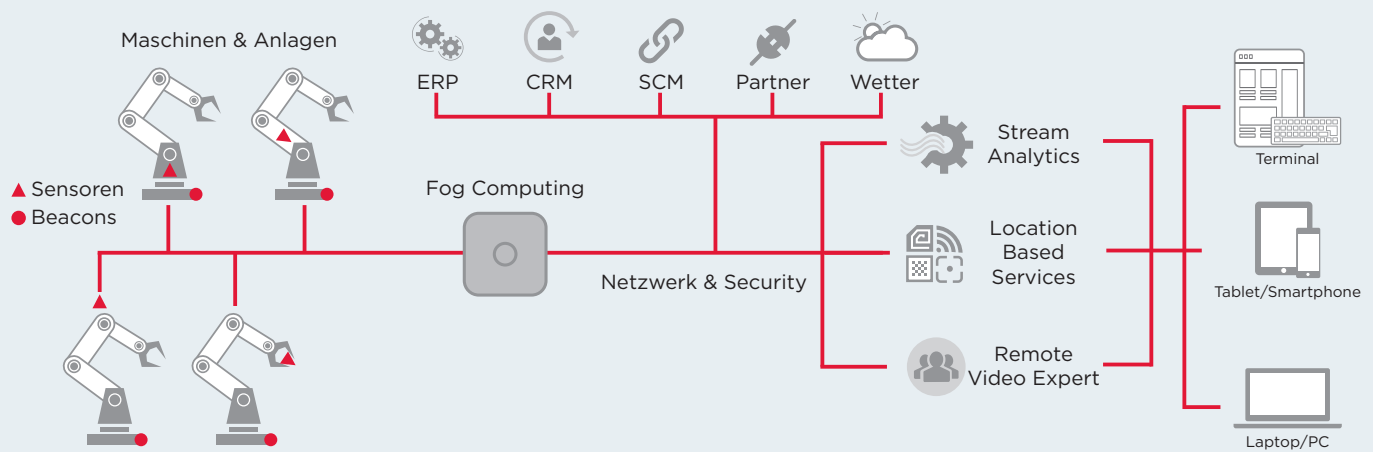 Maschinen & Anlagen
Sensoren
Beacons
Fog Computing
ERP
CRM
SCM
Partner
Wetter
Netzwerk & Security
Stream
Analytics
Location
Based
Services
Remote
Video Expert
Terminal
Tablet/Smartphone
Laptop/PC